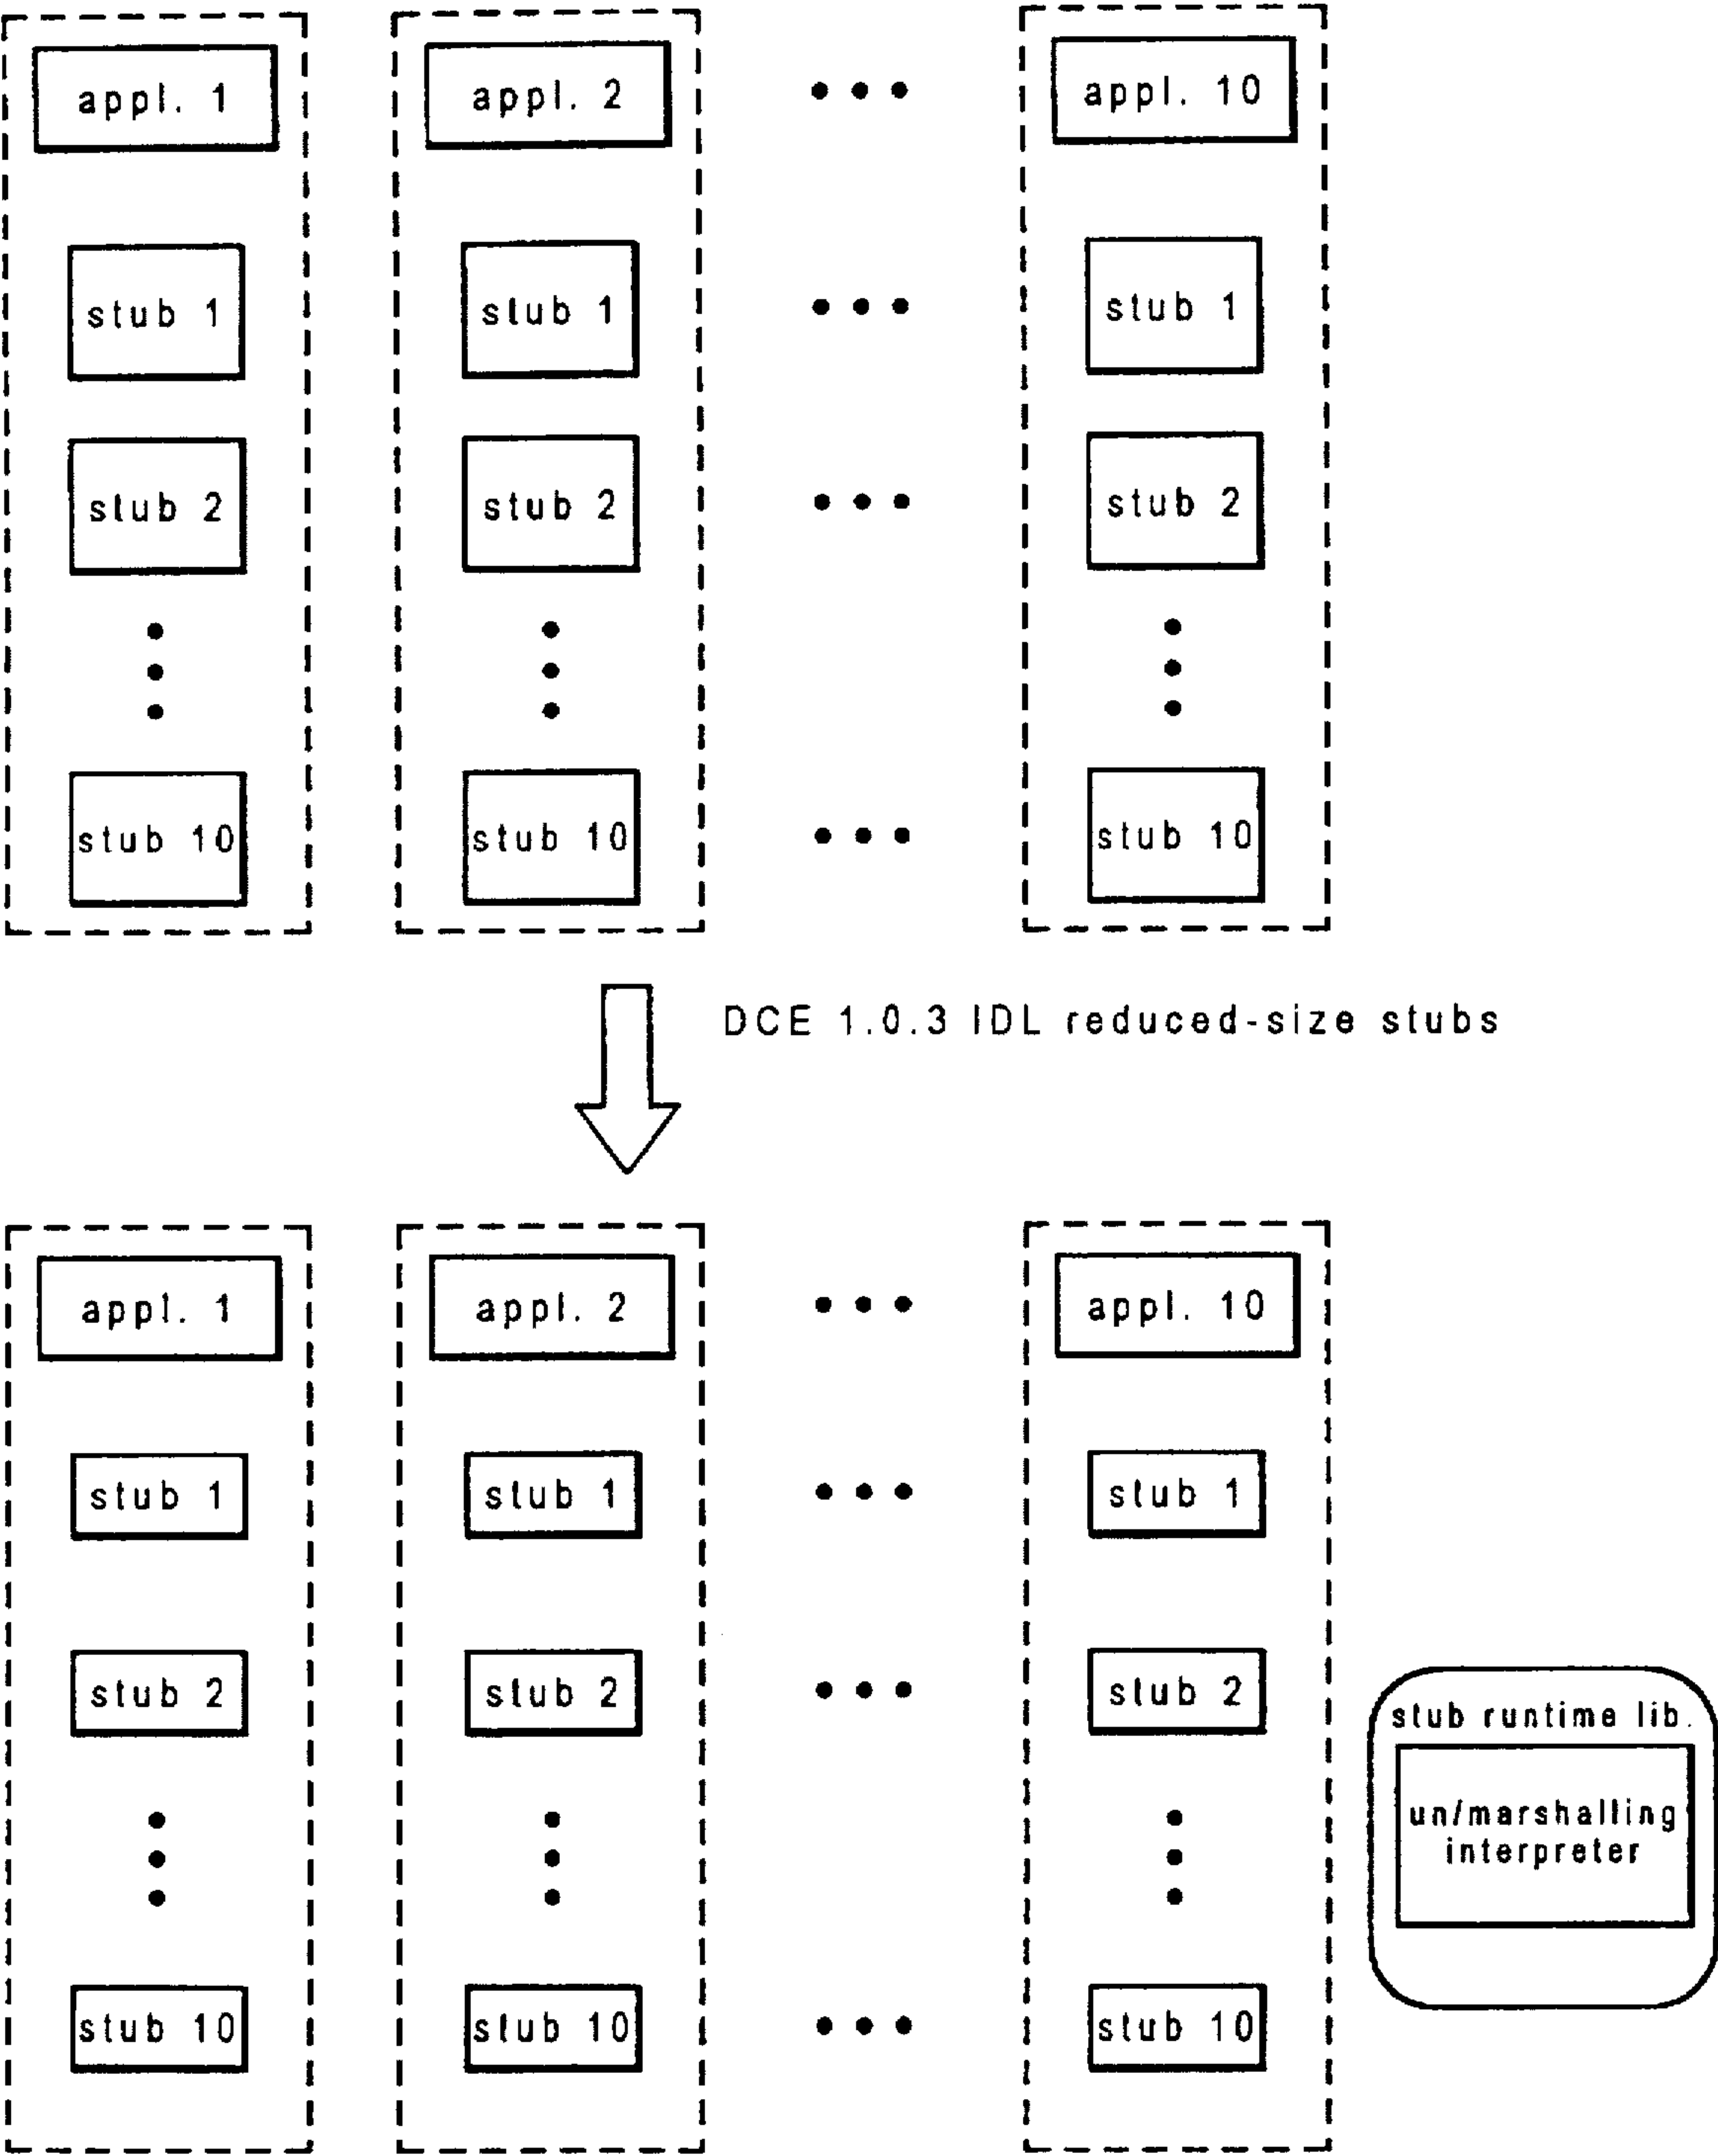 appl. 1
appl. 2
appl. 10
stub 1
stub 1
stub 1
stub 2
stub 2
stub 2
stub 10
stub 10
stub 10
DCE 1.0.3 IDL reduced-size stubs
appl. 1
appl. 2
appl. 10
stub 1
stub 1
stub 1
stub 2
stub 2
stub 2
stub runtime lib.
un/marshalling
interpreter
stub 10
stub 10
stub 10